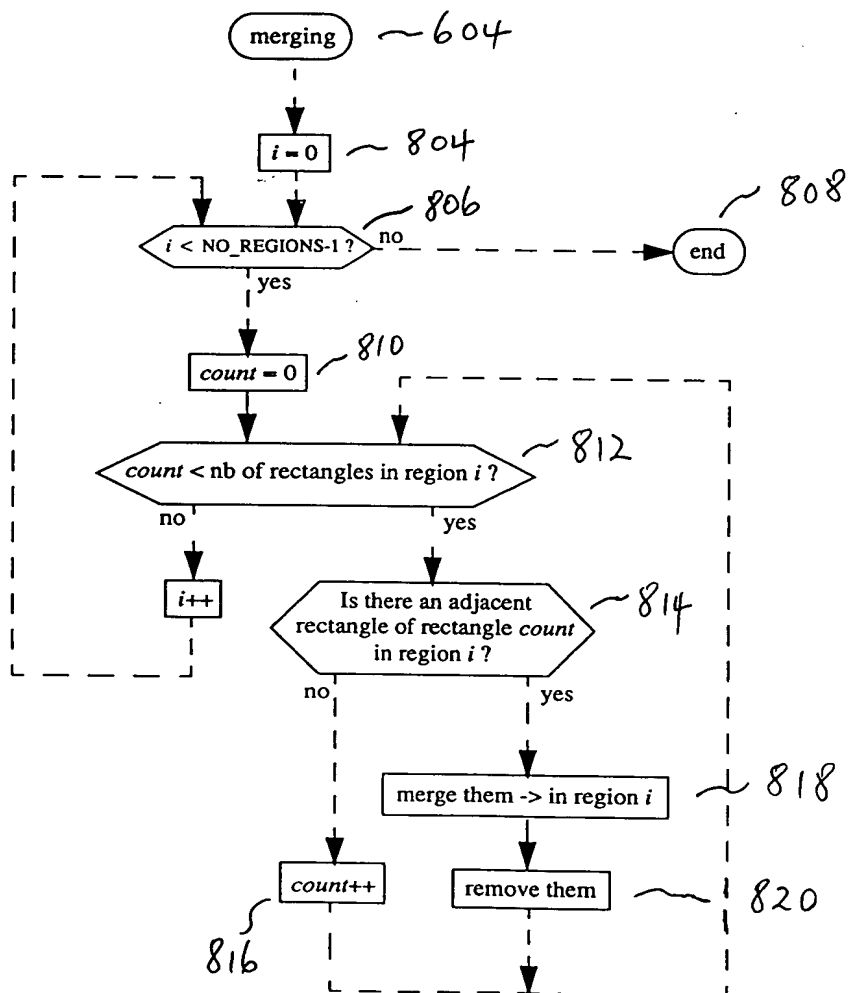 merging
604
i = 0
804
806
i < NO_REGIONS-1 ?
no
808
end
yes
810
count = 0
812
count < nb of rectangles in region i ?
no
yes
i++
Is there an adjacent
rectangle of rectangle count
in region i ?
814
no
yes
merge them -> in region i
818
count++
remove them
820
816